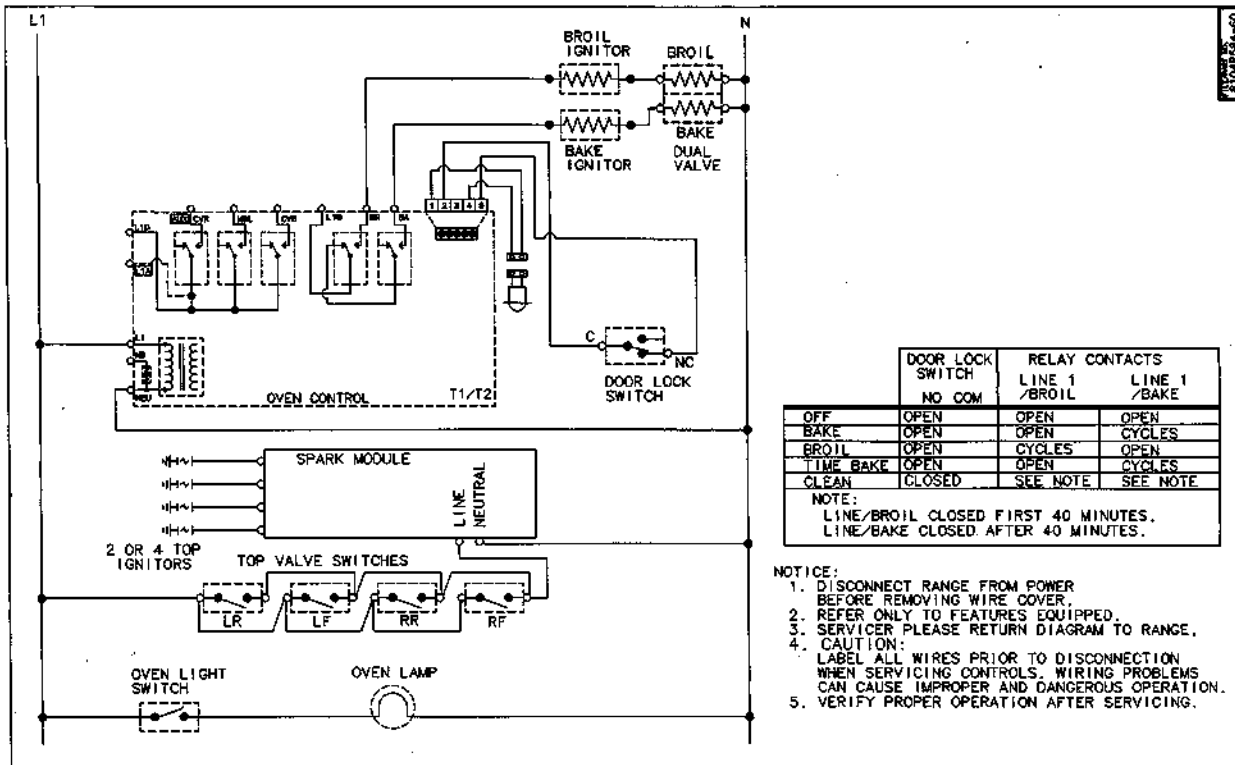 L1
N
BROIL
IGNITOR
BROIL
BAKE
IGNITOR
BAKE
DUAL
VALVE
1 2 3 4 5
L1
NEU
OVEN CONTROL
T1/T2
C
NC
DOOR LOCK
SWITCH
SPARK MODULE
LINE
NEUTRAL
2 OR 4 TOP
IGNITORS
TOP VALVE SWITCHES
LR
LF
RR
RF
OVEN LIGHT
SWITCH
OVEN LAMP
DOOR LOCK SWITCH NO COM RELAY CONTACTS LINE 1 /BROIL LINE 1 /BAKE
OFF OPEN OPEN OPEN
BAKE OPEN OPEN CYCLES
BROIL OPEN CYCLES OPEN
TIME BAKE OPEN OPEN CYCLES
CLEAN CLOSED SEE NOTE SEE NOTE
NOTE:
LINE/BROIL CLOSED FIRST 40 MINUTES.
LINE/BAKE CLOSED AFTER 40 MINUTES.
NOTICE:
1. DISCONNECT RANGE FROM POWER
BEFORE REMOVING WIRE COVER.
2. REFER ONLY TO FEATURES EQUIPPED.
3. SERVICER PLEASE RETURN DIAGRAM TO RANGE.
4. CAUTION:
LABEL ALL WIRES PRIOR TO DISCONNECTION
WHEN SERVICING CONTROLS. WIRING PROBLEMS
CAN CAUSE IMPROPER AND DANGEROUS OPERATION.
5. VERIFY PROPER OPERATION AFTER SERVICING.